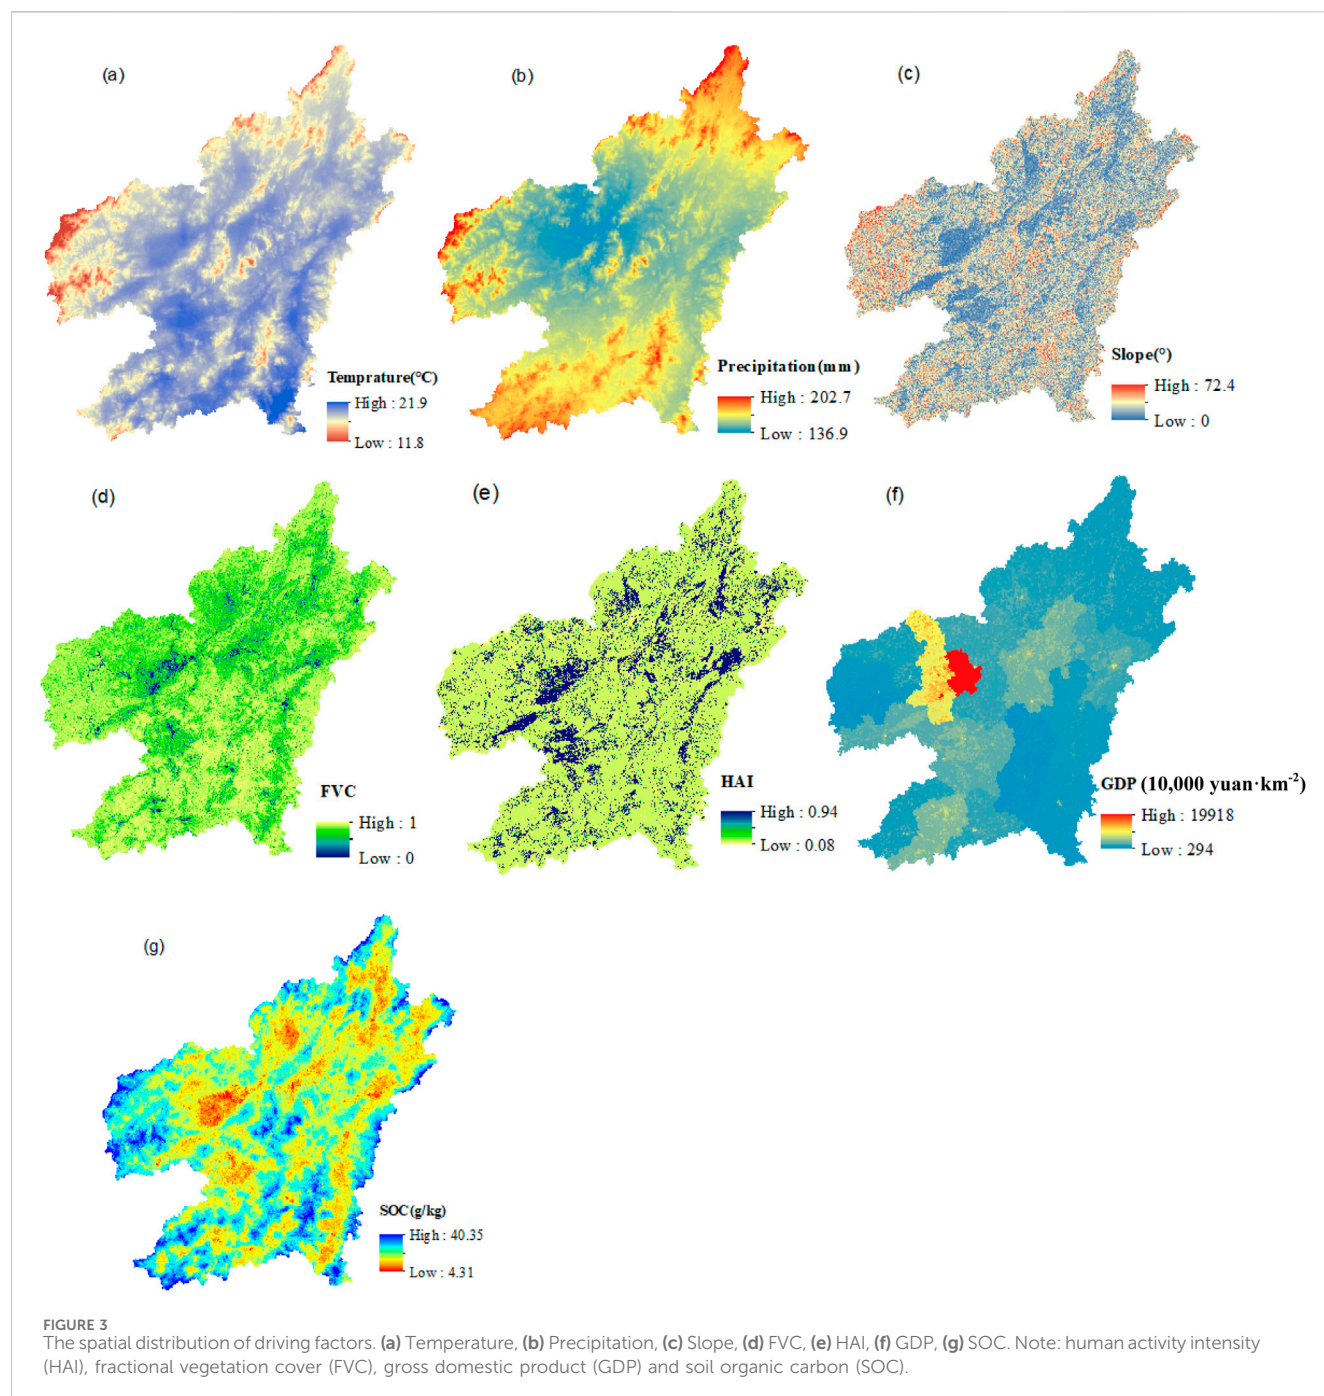 (a)
(b)
(c)
Temprature(°C)
High : 21.9
Low : 11.8
Precipitation(mm)
High : 202.7
Low : 136.9
Slope(°)
High : 72.4
Low : 0
(d)
(e)
(f)
FVC
High : 1
Low : 0
HAI
High : 0.94
Low : 0.08
GDP (10,000 yuan·km-2)
High : 19918
Low : 294
(g)
SOC(g/kg)
High : 40.35
Low : 4.31
FIGURE 3
The spatial distribution of driving factors. (a) Temperature, (b) Precipitation, (c) Slope, (d) FVC, (e) HAI, (f) GDP, (g) SOC. Note: human activity intensity
(HAI), fractional vegetation cover (FVC), gross domestic product (GDP) and soil organic carbon (SOC).